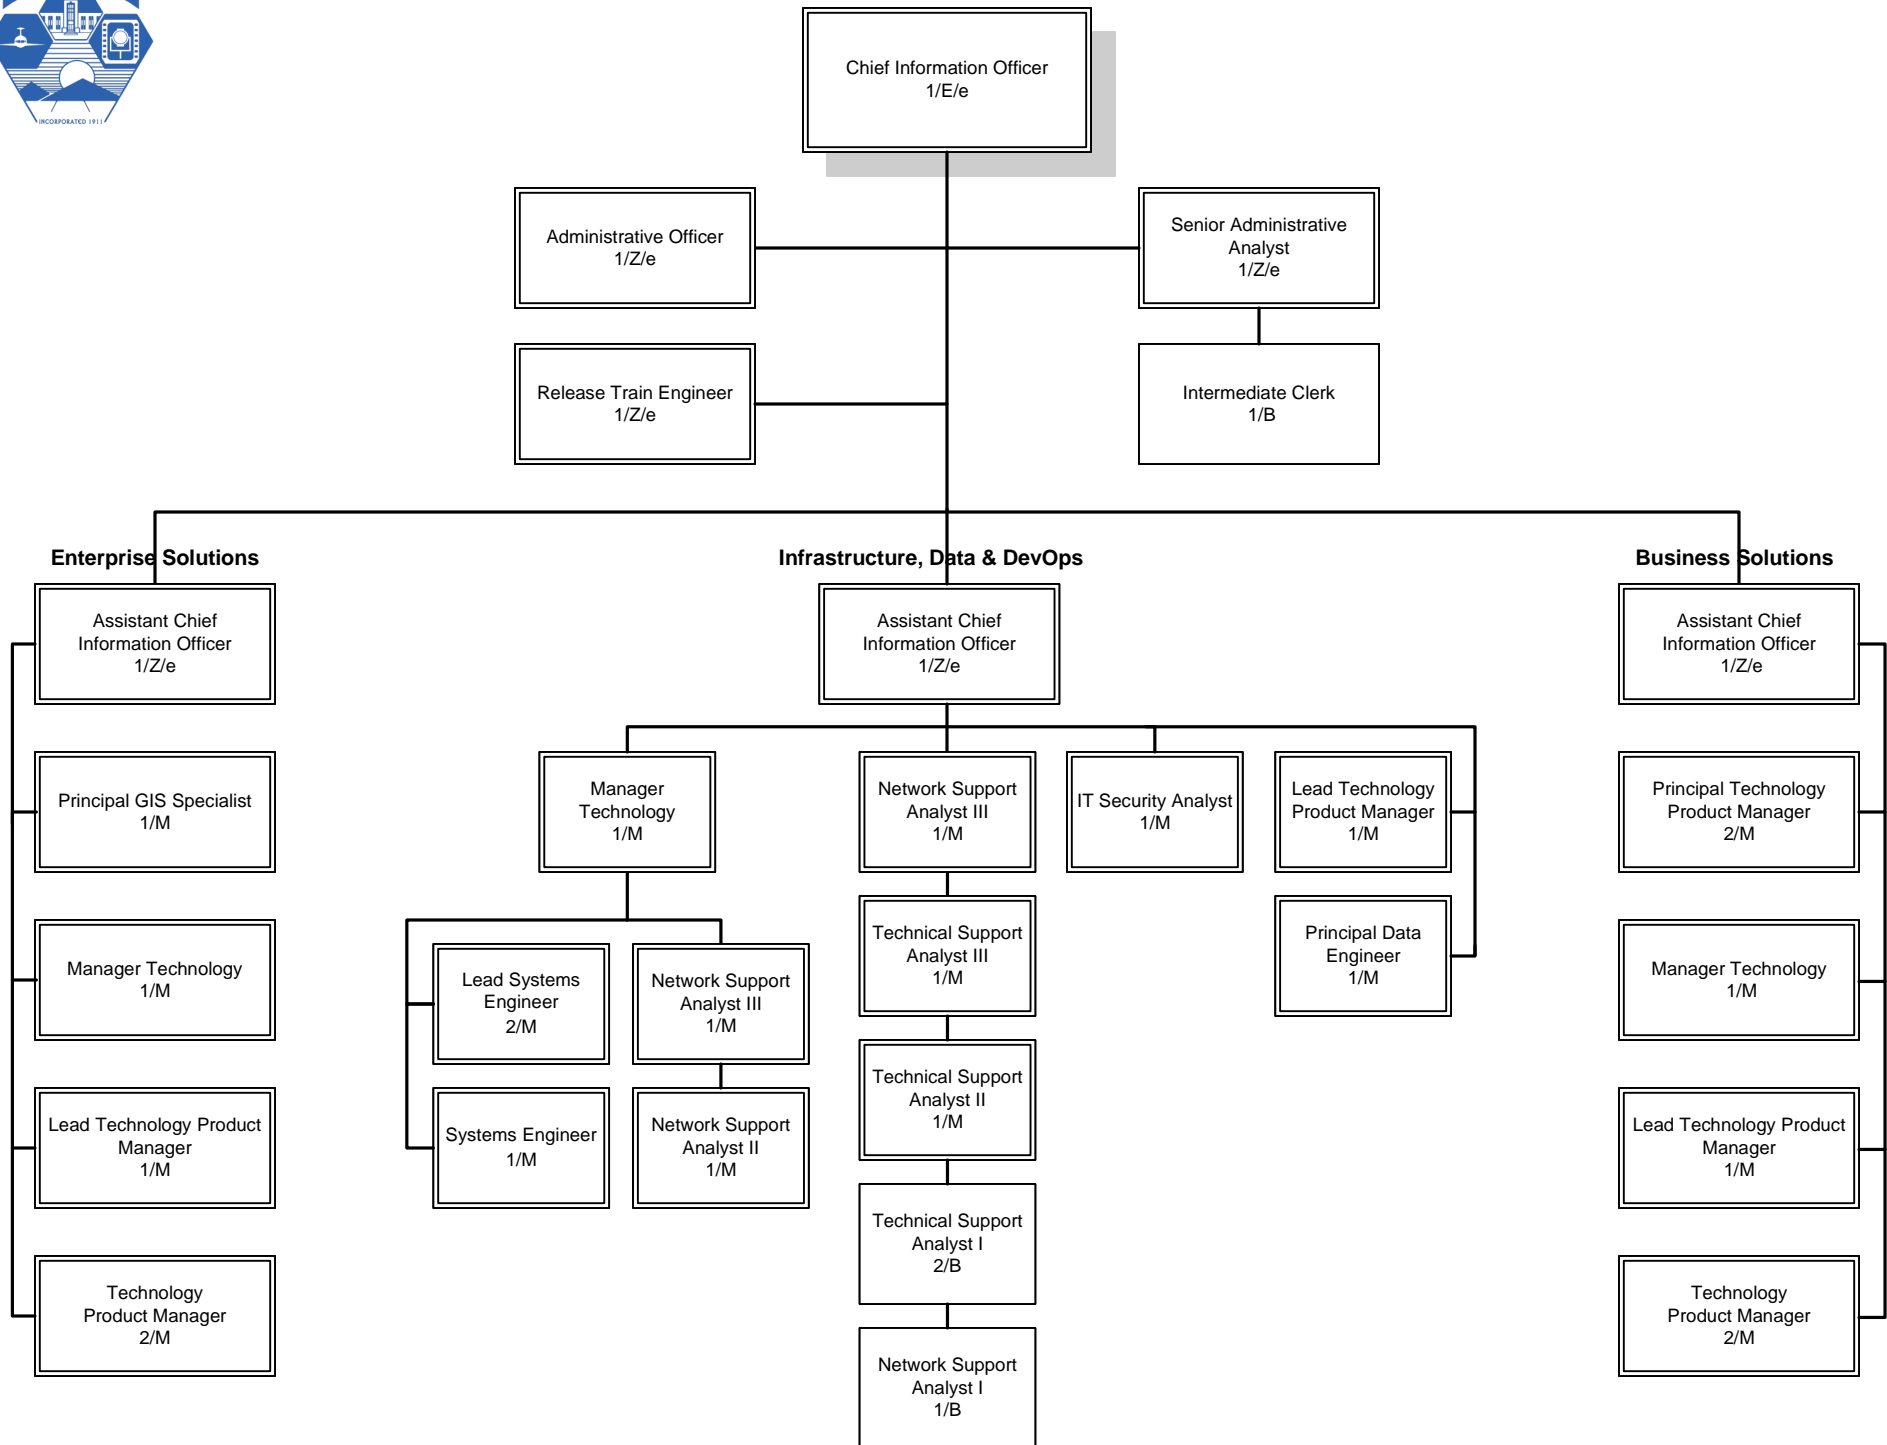 INCORPORATED 1911
Chief Information Officer
1/E/e
Administrative Officer
1/Z/e
Senior Administrative
Analyst
1/Z/e
Release Train Engineer
1/Z/e
Intermediate Clerk
1/B
Enterprise Solutions
Infrastructure, Data & DevOps
Business Solutions
Assistant Chief
Information Officer
1/Z/e
Assistant Chief
Information Officer
1/Z/e
Assistant Chief
Information Officer
1/Z/e
Principal GIS Specialist
1/M
Manager
Technology
1/M
Network Support
Analyst III
1/M
IT Security Analyst
1/M
Lead Technology
Product Manager
1/M
Principal Technology
Product Manager
2/M
Manager Technology
1/M
Lead Systems
Engineer
2/M
Network Support
Analyst III
1/M
Technical Support
Analyst III
1/M
Principal Data
Engineer
1/M
Manager Technology
1/M
Lead Technology Product
Manager
1/M
Systems Engineer
1/M
Network Support
Analyst II
1/M
Technical Support
Analyst II
1/M
Lead Technology Product
Manager
1/M
Technical Support
Analyst I
2/B
Technology
Product Manager
2/M
Network Support
Analyst I
1/B
Technology
Product Manager
2/M